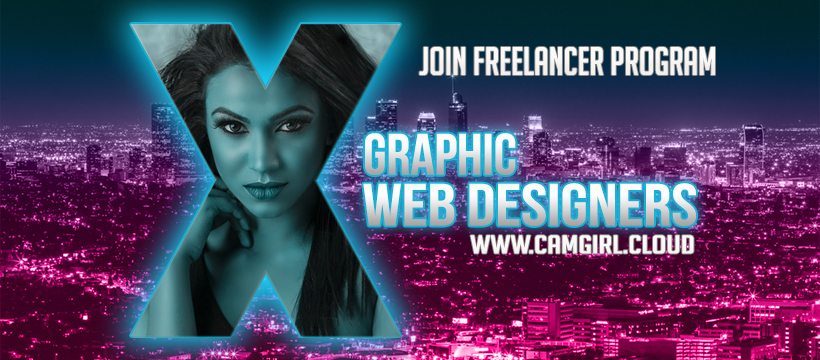 X
JOIN FREELANCER PROGRAM
GRAPHIC
WEB DESIGNERS
WWW.CAMGIRL.CLOUD